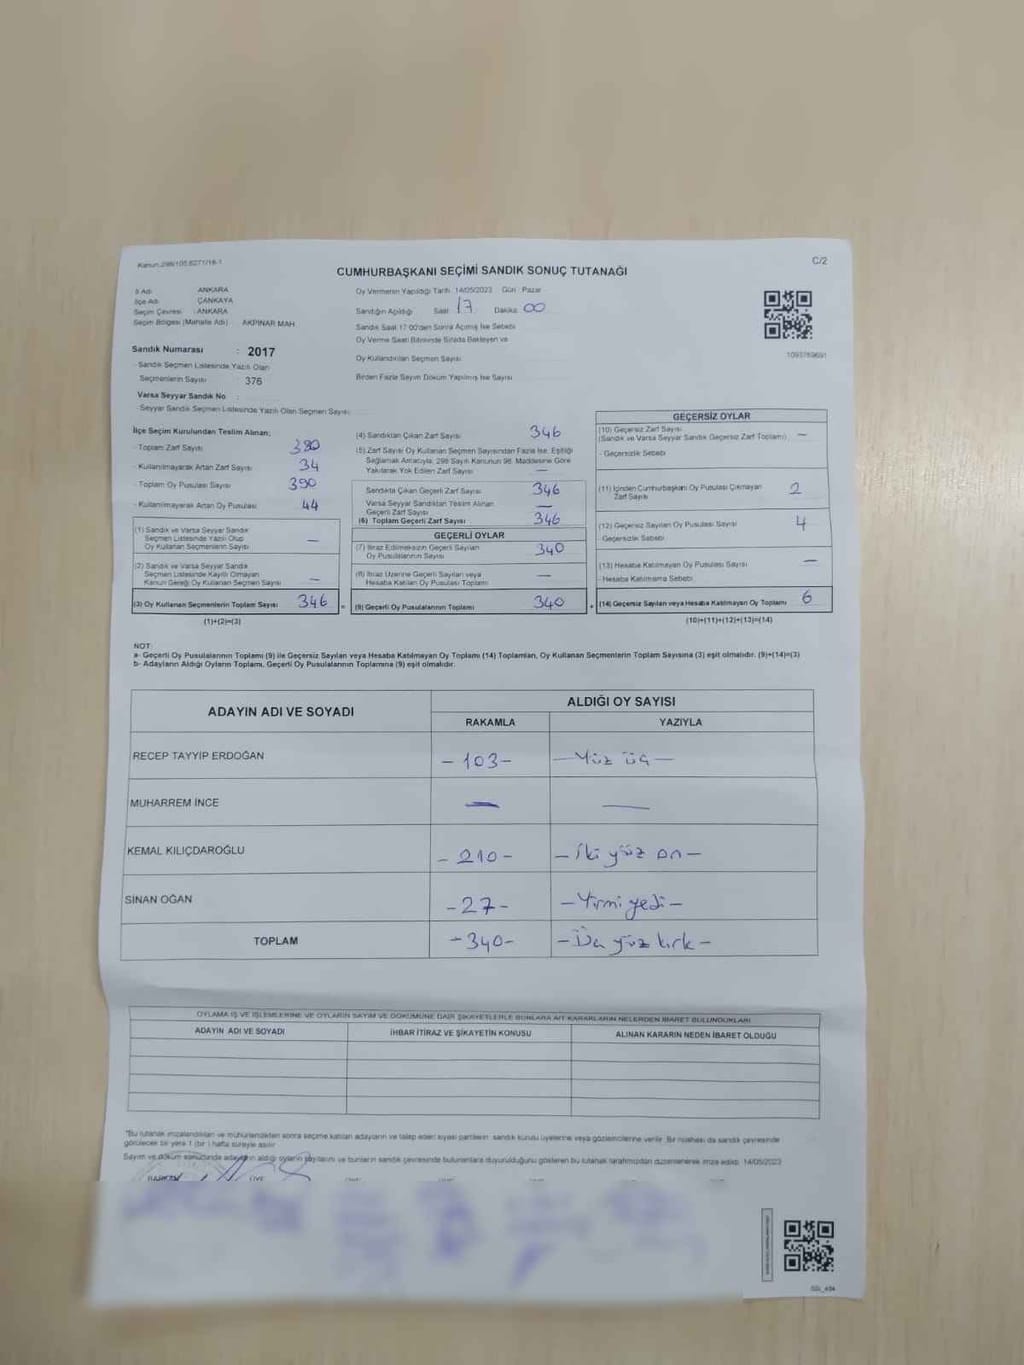 Kanun:298/105,6271/18-1
C/2
CUMHURBAŞKANI SEÇİMİ SANDIK SONUÇ TUTANAĞI
İl Adı ANKARA
İlçe Adı ÇANKAYA
Seçim Çevresi ANKARA
Seçim Bölgesi (Mahalle Adı) AKPINAR MAH.
Sandık Numarası : 2017
Sandık Seçmen Listesinde Yazılı Olan
Seçmenlerin Sayısı 376
Varsa Seyyar Sandık No :
Seyyar Sandık Seçmen Listesinde Yazılı Olan Seçmen Sayısı
Oy Vermenin Yapıldığı Tarih 14/05/2023 Gün Pazar
Sandığın Açıldığı Saat 17 Dakika 00
Sandık Saat 17:00'den Sonra Açılmış İse Sebebi
Oy Verme Saati Bitiminde Sırada Bekleyen ve
Oy Kullandırılan Seçmen Sayısı
Birden Fazla Sayım Döküm Yapılmış İse Sayısı
1093789691
İlçe Seçim Kurulundan Teslim Alınan;
- Toplam Zarf Sayısı 380
- Kullanılmayarak Artan Zarf Sayısı 34
- Toplam Oy Pusulası Sayısı 390
- Kullanılmayarak Artan Oy Pusulası 44
(1) Sandık ve Varsa Seyyar Sandık
Seçmen Listesinde Yazılı Olup
Oy Kullanan Seçmenlerin Sayısı —
(2) Sandık ve Varsa Seyyar Sandık
Seçmen Listesinde Kayıtlı Olmayan
Kanun Gereği Oy Kullanan Seçmen Sayısı —
(3) Oy Kullanan Seçmenlerin Toplam Sayısı 346
(1)+(2)=(3)
(4) Sandıktan Çıkan Zarf Sayısı 346
(5) Zarf Sayısı Oy Kullanan Seçmen Sayısından Fazla İse, Eşitliği
Sağlamak Amacıyla, 298 Sayılı Kanunun 98. Maddesine Göre
Yakılarak Yok Edilen Zarf Sayısı —
Sandıkta Çıkan Geçerli Zarf Sayısı 346
Varsa Seyyar Sandıktan Teslim Alınan
Geçerli Zarf Sayısı —
(6) Toplam Geçerli Zarf Sayısı 346
GEÇERLİ OYLAR
(7) İtiraz Edilmeksizin Geçerli Sayılan
Oy Pusulalarının Sayısı 340
(8) İtiraz Üzerine Geçerli Sayılan veya
Hesaba Katılan Oy Pusulası Toplamı —
= (9) Geçerli Oy Pusulalarının Toplamı 340
GEÇERSİZ OYLAR
(10) Geçersiz Zarf Sayısı
(Sandık ve Varsa Seyyar Sandık Geçersiz Zarf Toplamı) —
- Geçersizlik Sebebi
(11) İçinden Cumhurbaşkanı Oy Pusulası Çıkmayan
Zarf Sayısı 2
(12) Geçersiz Sayılan Oy Pusulası Sayısı 4
- Geçersizlik Sebebi
(13) Hesaba Katılmayan Oy Pusulası Sayısı —
- Hesaba Katılmama Sebebi
+ (14) Geçersiz Sayılan veya Hesaba Katılmayan Oy Toplamı 6
(10)+(11)+(12)+(13)=(14)
NOT:
a- Geçerli Oy Pusulalarının Toplamı (9) ile Geçersiz Sayılan veya Hesaba Katılmayan Oy Toplamı (14) Toplamları, Oy Kullanan Seçmenlerin Toplam Sayısına (3) eşit olmalıdır. (9)+(14)=(3)
b- Adayların Aldığı Oyların Toplamı, Geçerli Oy Pusulalarının Toplamına (9) eşit olmalıdır.
ADAYIN ADI VE SOYADI
ALDIĞI OY SAYISI
RAKAMLA YAZIYLA
RECEP TAYYİP ERDOĞAN -103- - Yüz üç -
MUHARREM İNCE — —
KEMAL KILIÇDAROĞLU -210- - İki yüz on -
SİNAN OĞAN -27- - Yirmi yedi -
TOPLAM -340- - Üç yüz kırk -
OYLAMA İŞ VE İŞLEMLERİNE VE OYLARIN SAYIM VE DÖKÜMÜNE DAİR ŞİKAYETLERLE BUNLARA AİT KARARLARIN NELERDEN İBARET BULUNDUKLARI
ADAYIN ADI VE SOYADI İHBAR İTİRAZ VE ŞİKAYETİN KONUSU ALINAN KARARIN NEDEN İBARET OLDUĞU
*Bu tutanak imzalandıktan ve mühürlendikten sonra seçime katılan adayların ve talep eden siyasi partilerin sandık kurulu üyelerine veya gözlemcilerine verilir. Bir nüshası da sandık çevresinde
görülecek bir yere 1 (bir) hafta süreyle asılır.
Sayım ve döküm sonucunda adayların aldığı oyların sayılarını ve bunların sandık çevresinde bulunanlara duyurulduğunu gösteren bu tutanak tarafımızdan düzenlenerek imza edildi. 14/05/2023
BAŞKAN ÜYE